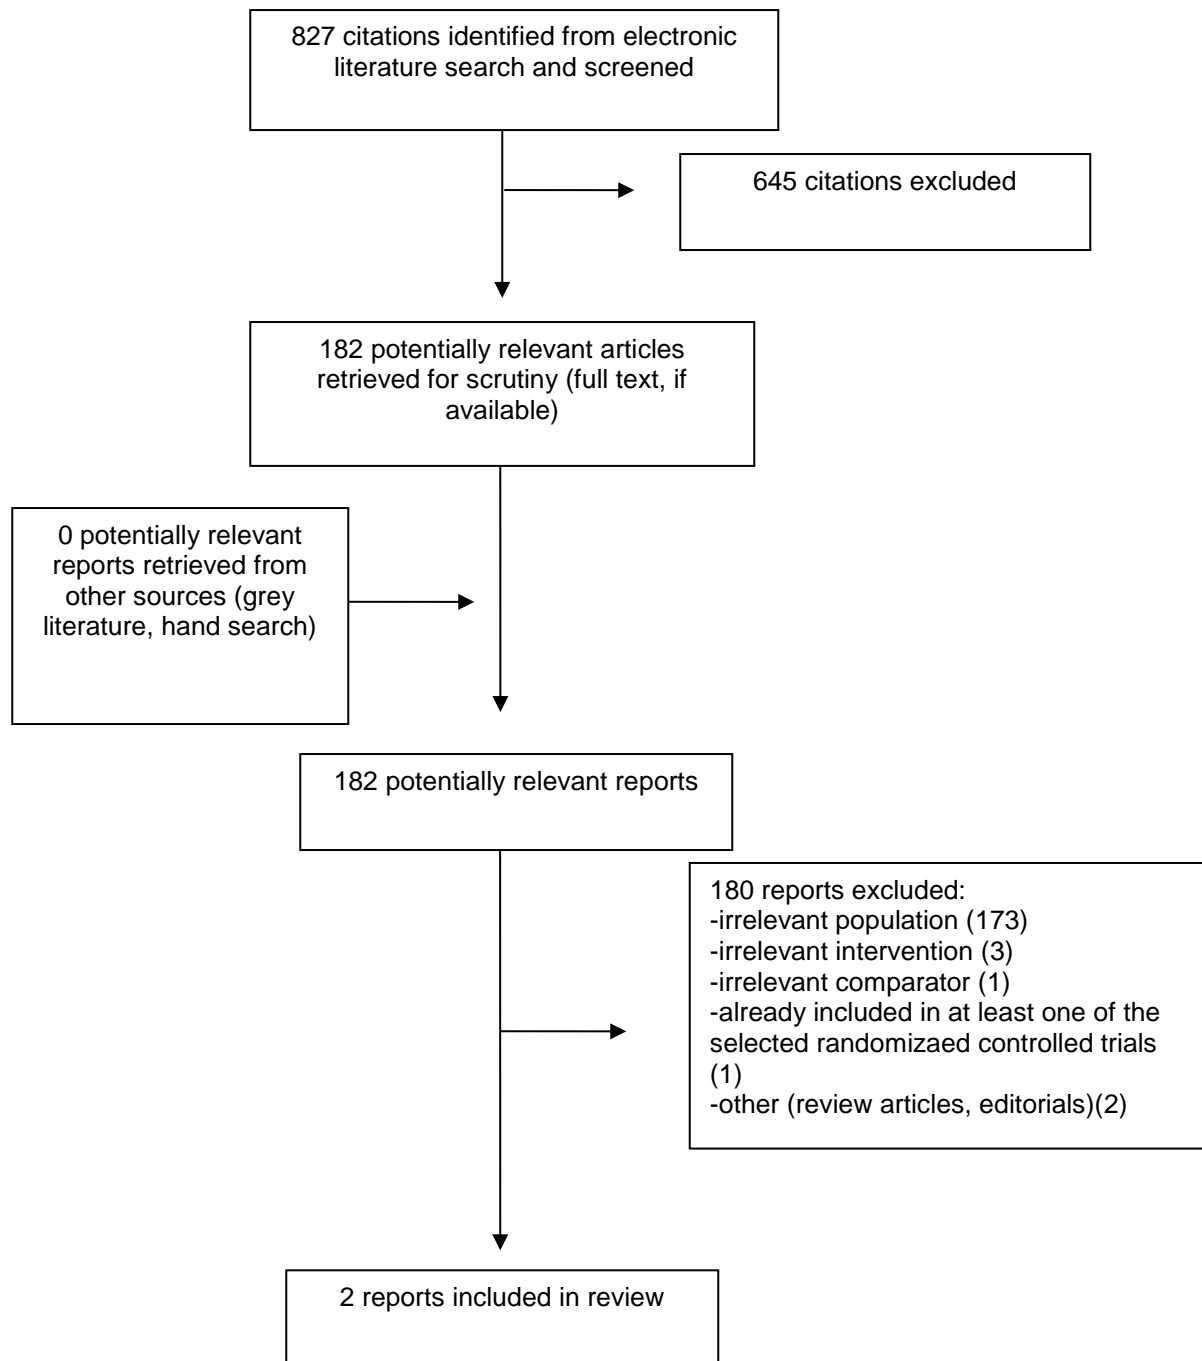 827 citations identified from electronic
literature search and screened
645 citations excluded
182 potentially relevant articles
retrieved for scrutiny (full text, if
available)
0 potentially relevant
reports retrieved from
other sources (grey
literature, hand search)
182 potentially relevant reports
180 reports excluded:
-irrelevant population (173)
-irrelevant intervention (3)
-irrelevant comparator (1)
-already included in at least one of the
selected randomizaed controlled trials
(1)
-other (review articles, editorials)(2)
2 reports included in review